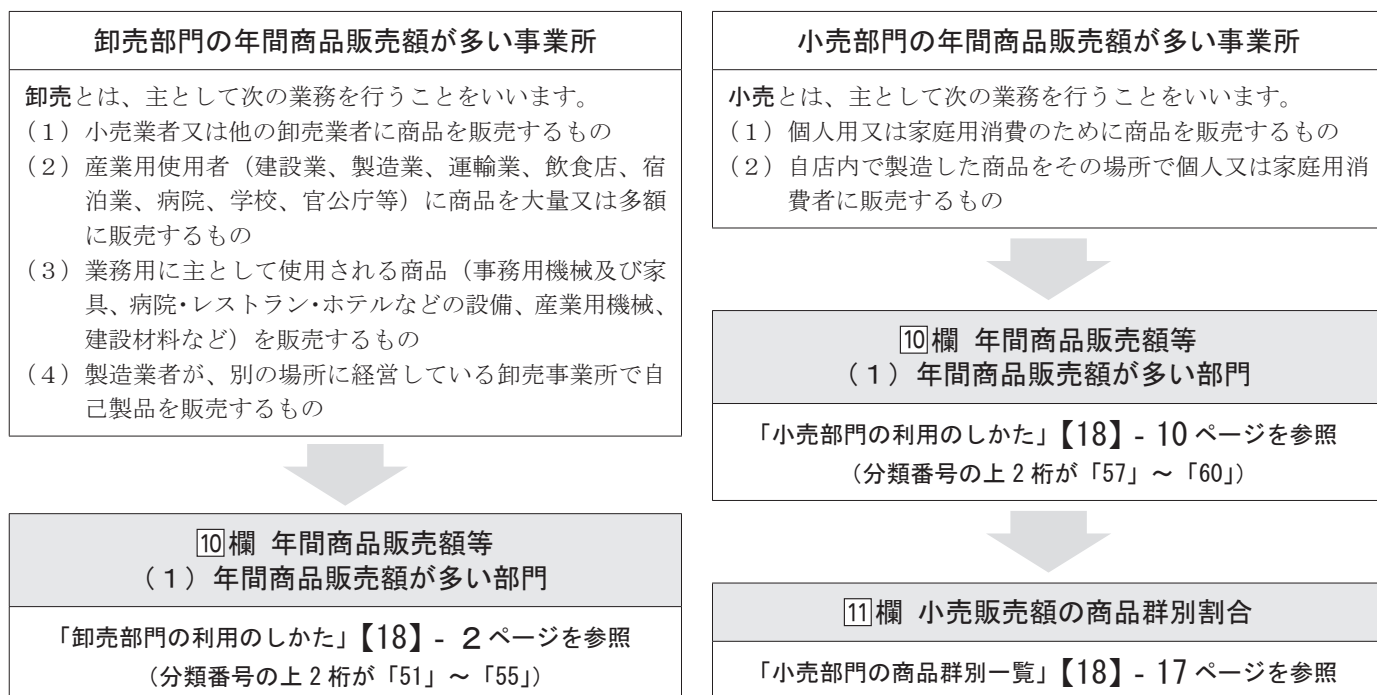 卸売部門の年間商品販売額が多い事業所
卸売とは、主として次の業務を行うことをいいます。
（1）小売業者又は他の卸売業者に商品を販売するもの
（2）産業用使用者（建設業、製造業、運輸業、飲食店、宿
泊業、病院、学校、官公庁等）に商品を大量又は多額
に販売するもの
（3）業務用に主として使用される商品（事務用機械及び家
具、病院・レストラン・ホテルなどの設備、産業用機械、
建設材料など）を販売するもの
（4）製造業者が、別の場所に経営している卸売事業所で自
己製品を販売するもの
10欄 年間商品販売額等
（1）年間商品販売額が多い部門
「卸売部門の利用のしかた」【18】- 2 ページを参照
（分類番号の上2桁が「51」～「55」）
小売部門の年間商品販売額が多い事業所
小売とは、主として次の業務を行うことをいいます。
（1）個人用又は家庭用消費のために商品を販売するもの
（2）自店内で製造した商品をその場所で個人又は家庭用消
費者に販売するもの
10欄 年間商品販売額等
（1）年間商品販売額が多い部門
「小売部門の利用のしかた」【18】- 10 ページを参照
（分類番号の上2桁が「57」～「60」）
11欄 小売販売額の商品群別割合
「小売部門の商品群別一覧」【18】- 17 ページを参照